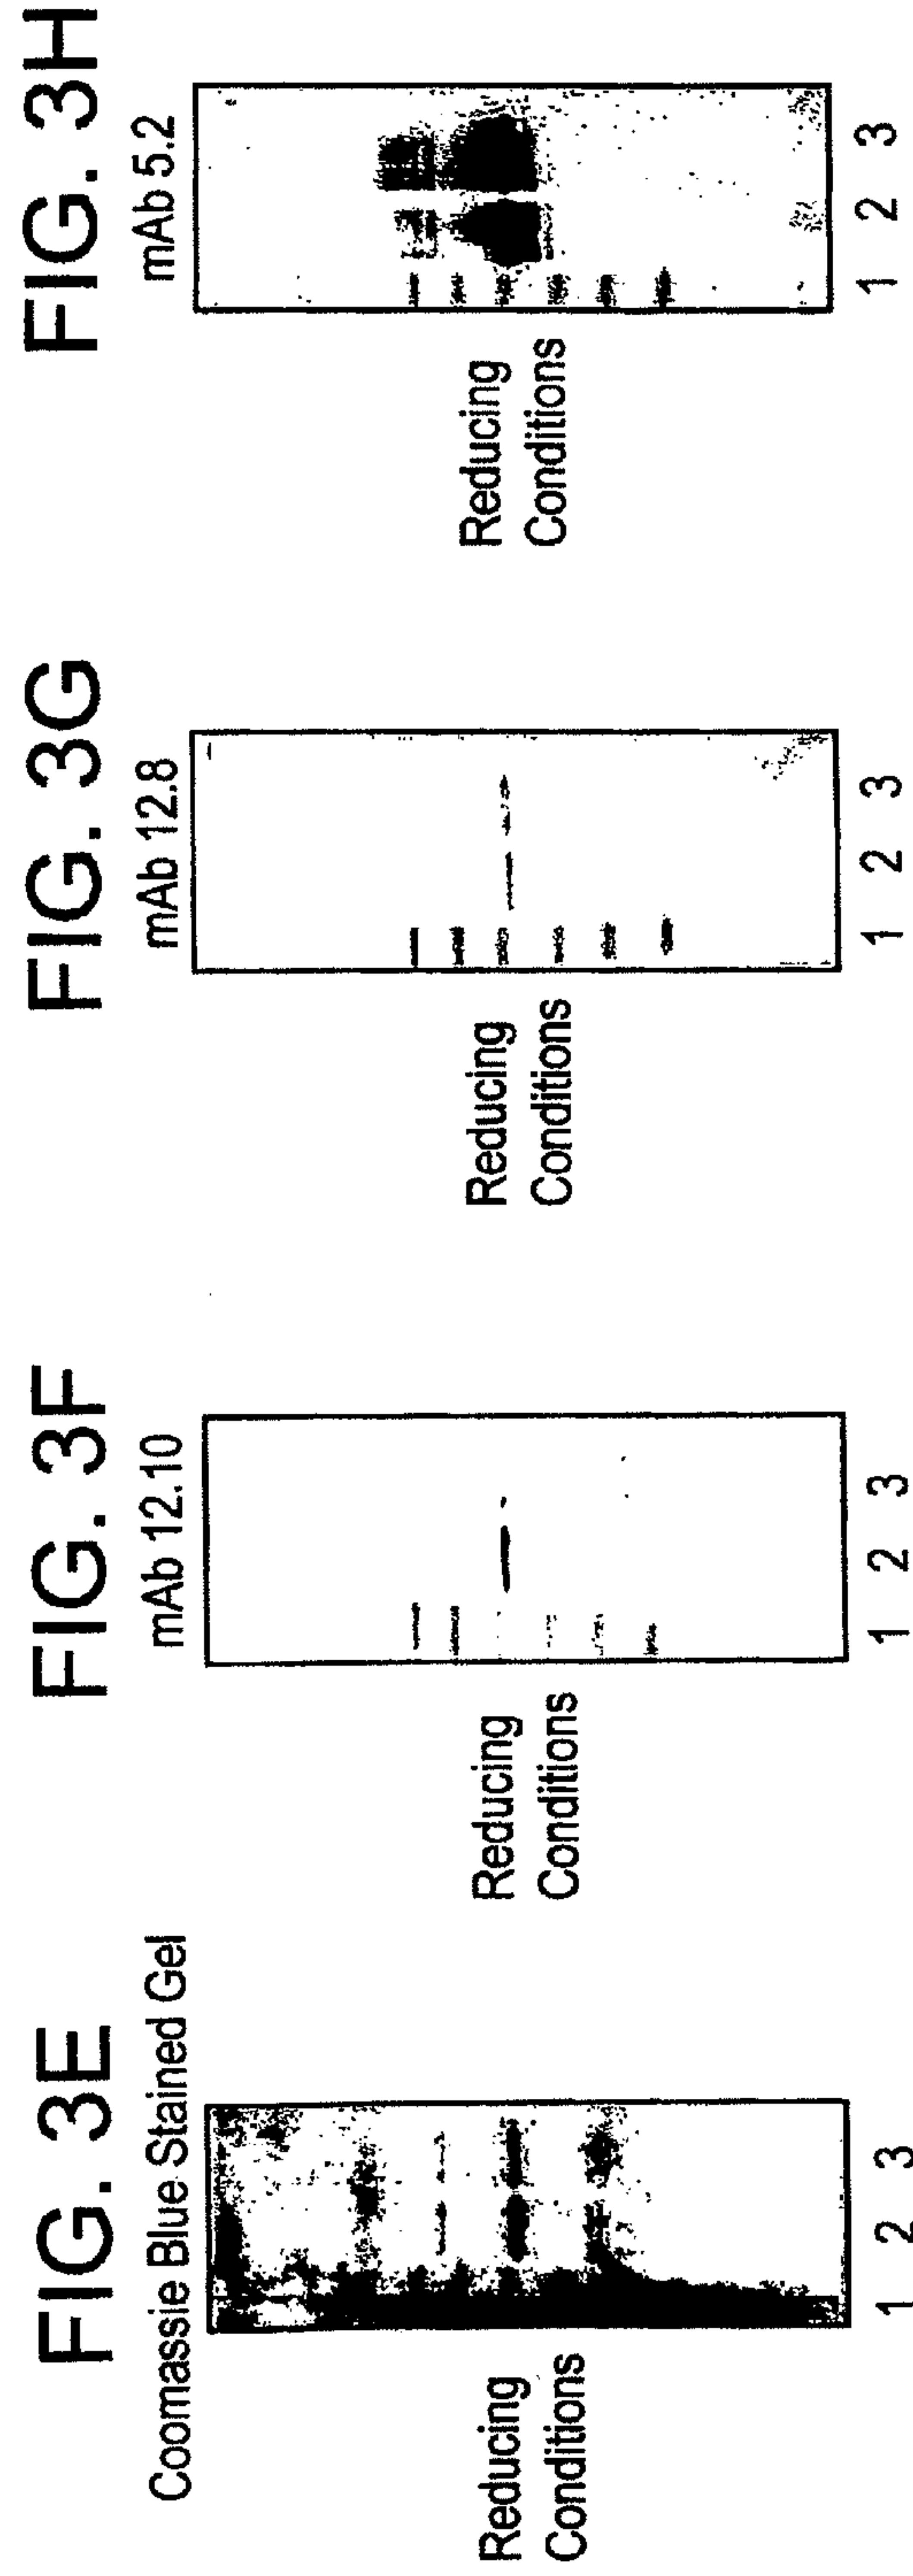 FIG. 3E
Coomassie Blue Stained Gel
Reducing
Conditions
1 2 3
FIG. 3F
mAb 12.10
Reducing
Conditions
1 2 3
FIG. 3G
mAb 12.8
Reducing
Conditions
1 2 3
FIG. 3H
mAb 5.2
Reducing
Conditions
1 2 3